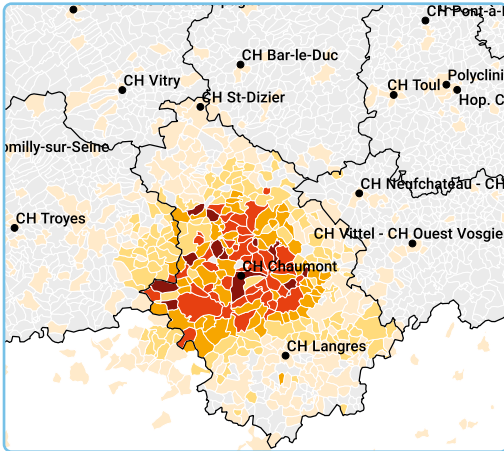 CH Pont-à-
CH Bar-le-Duc
CH Vitry
CH St-Dizier
CH Toul
Polyclini
Hop. C
omilly-sur-Seine
CH Neufchateau - CH
CH Troyes
CH Vittel - CH Ouest Vosgie
CH Chaumont
CH Langres